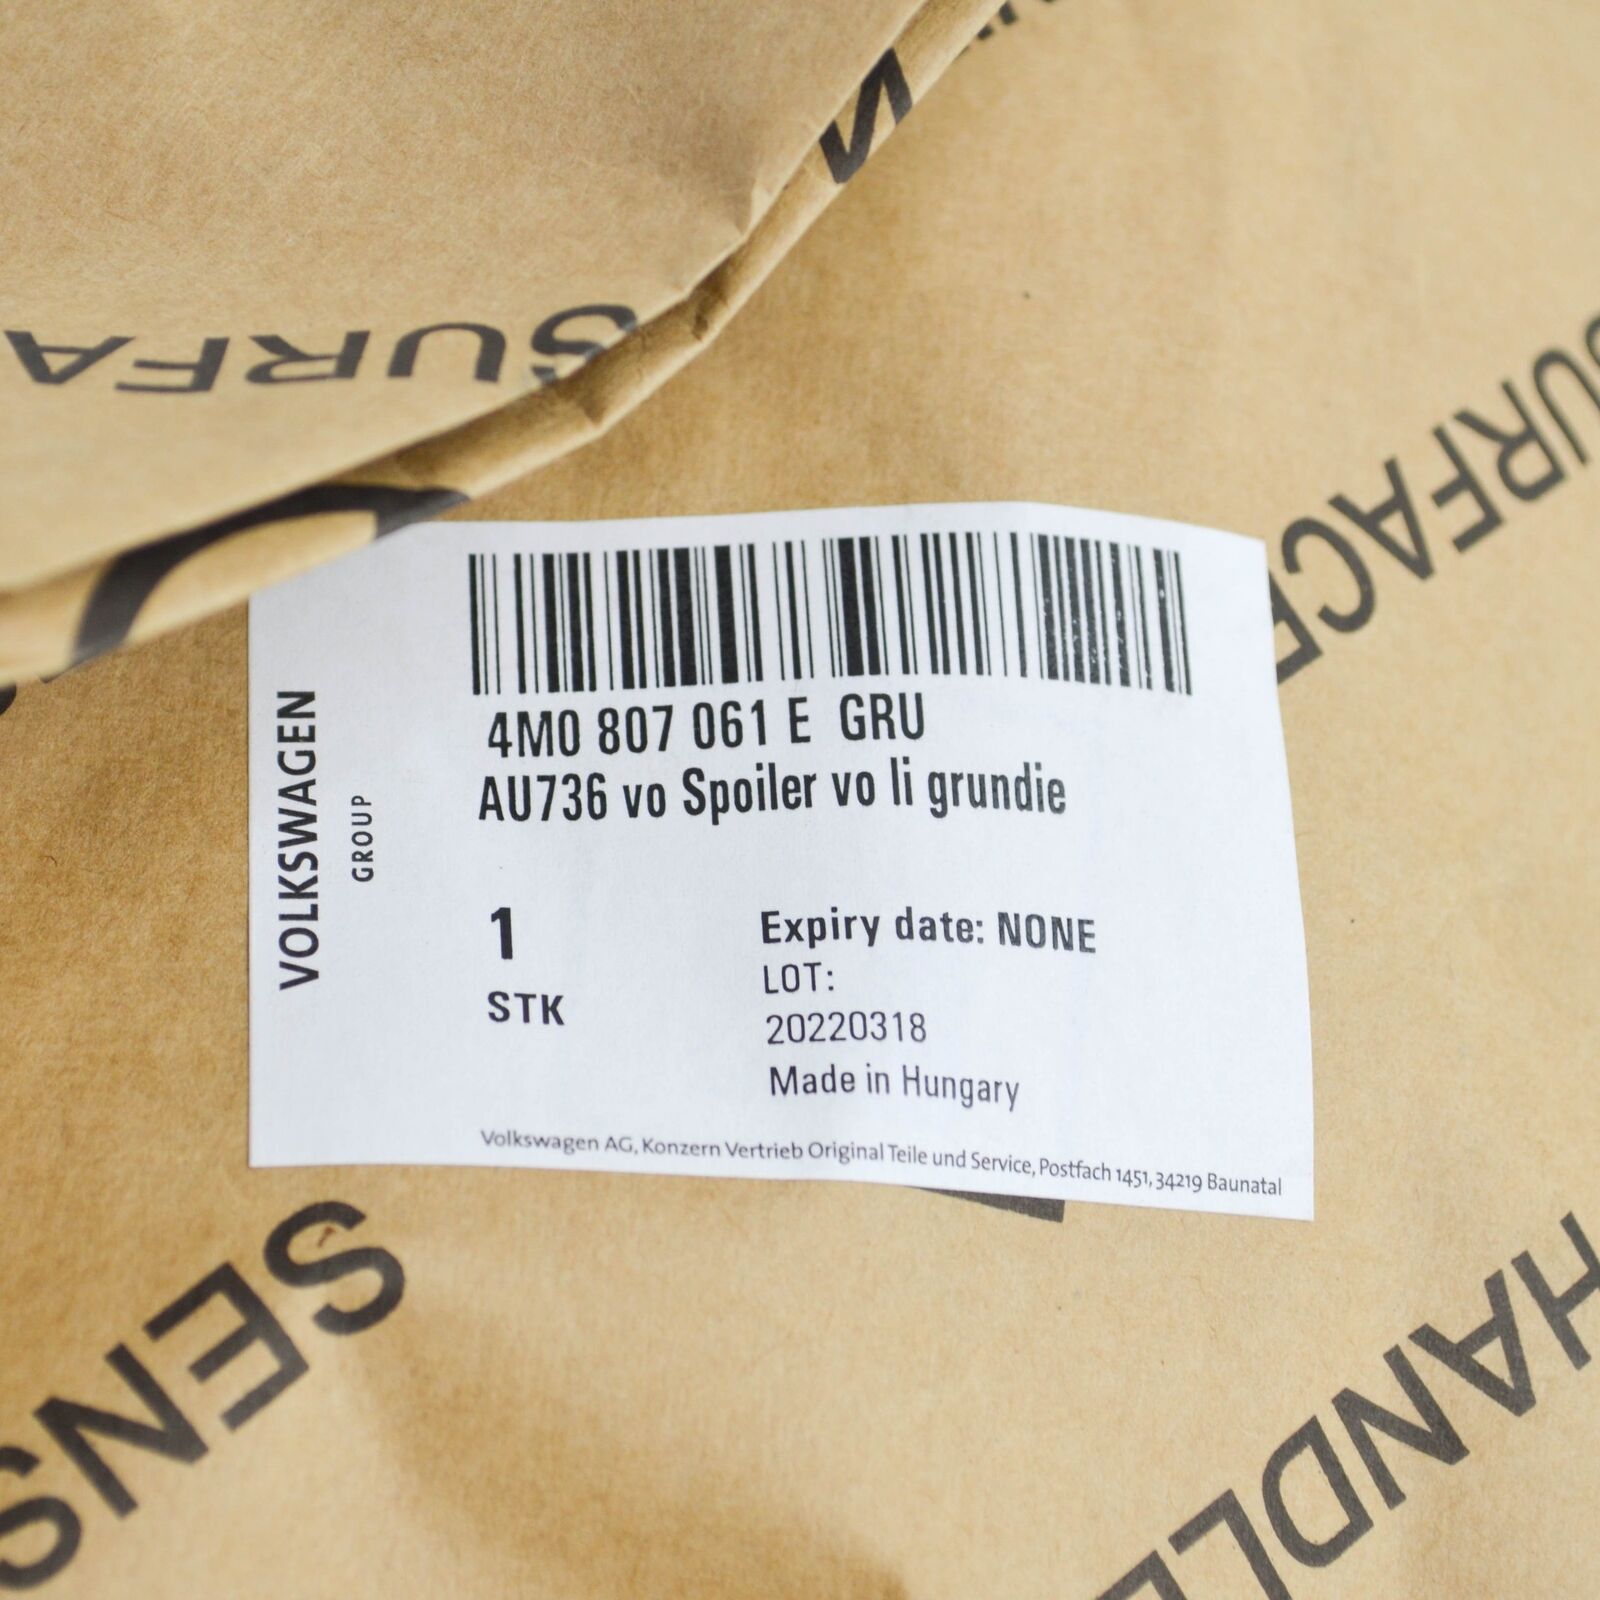 SURFA
SURFACE
VOLKSWAGEN
GROUP
4M0 807 061 E GRU
AU736 vo Spoiler vo li grundie
1
STK
Expiry date: NONE
LOT:
20220318
Made in Hungary
Volkswagen AG, Konzern Vertrieb Original Teile und Service, Postfach 1451, 34219 Baunatal
SENS
HANDLE